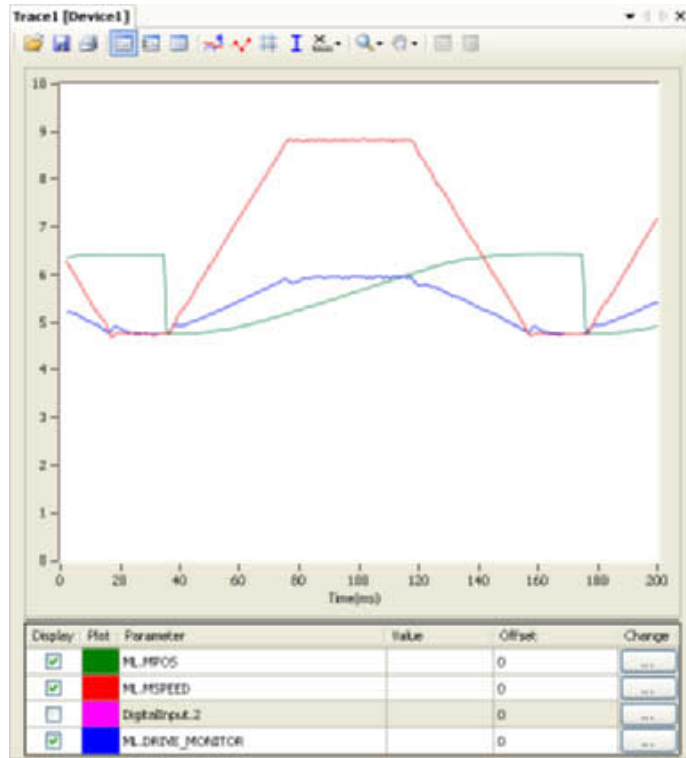 Trace1 [Device1]
10
9
8
7
6
5
4
3
2
1
0
0 20 40 60 80 100 120 140 160 180 200
Time(ms)
Display Plot Parameter Value Offset Change
ML.MPOS 0 ...
ML.MSPEED 0 ...
DigitalInput.2 0 ...
ML.DRIVE_MONITOR 0 ...